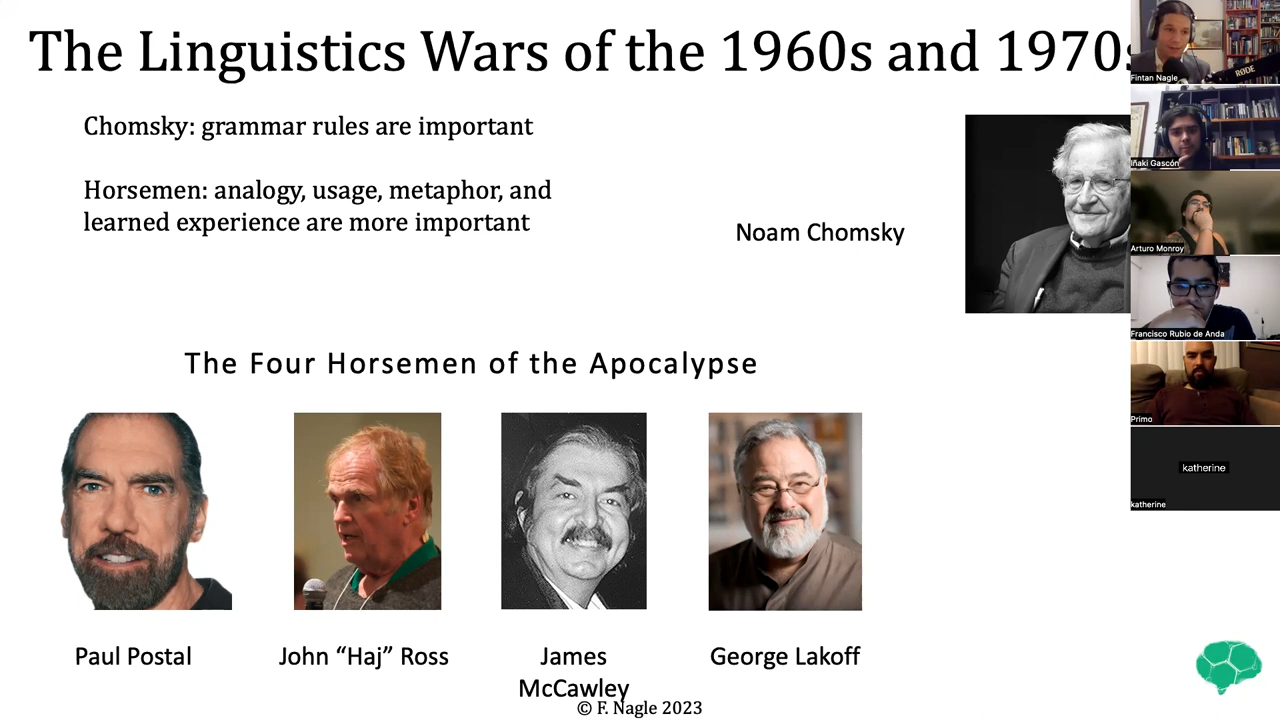 The Linguistics Wars of the 1960s and 1970s
Chomsky: grammar rules are important
Horsemen: analogy, usage, metaphor, and
learned experience are more important
Noam Chomsky
The Four Horsemen of the Apocalypse
Paul Postal
John “Haj” Ross
James
McCawley
George Lakoff
© F. Nagle 2023
RØDE
Fintan Nagle
Iñaki Gascón
Arturo Monroy
Francisco Rubio de Anda
Primo
katherine
katherine